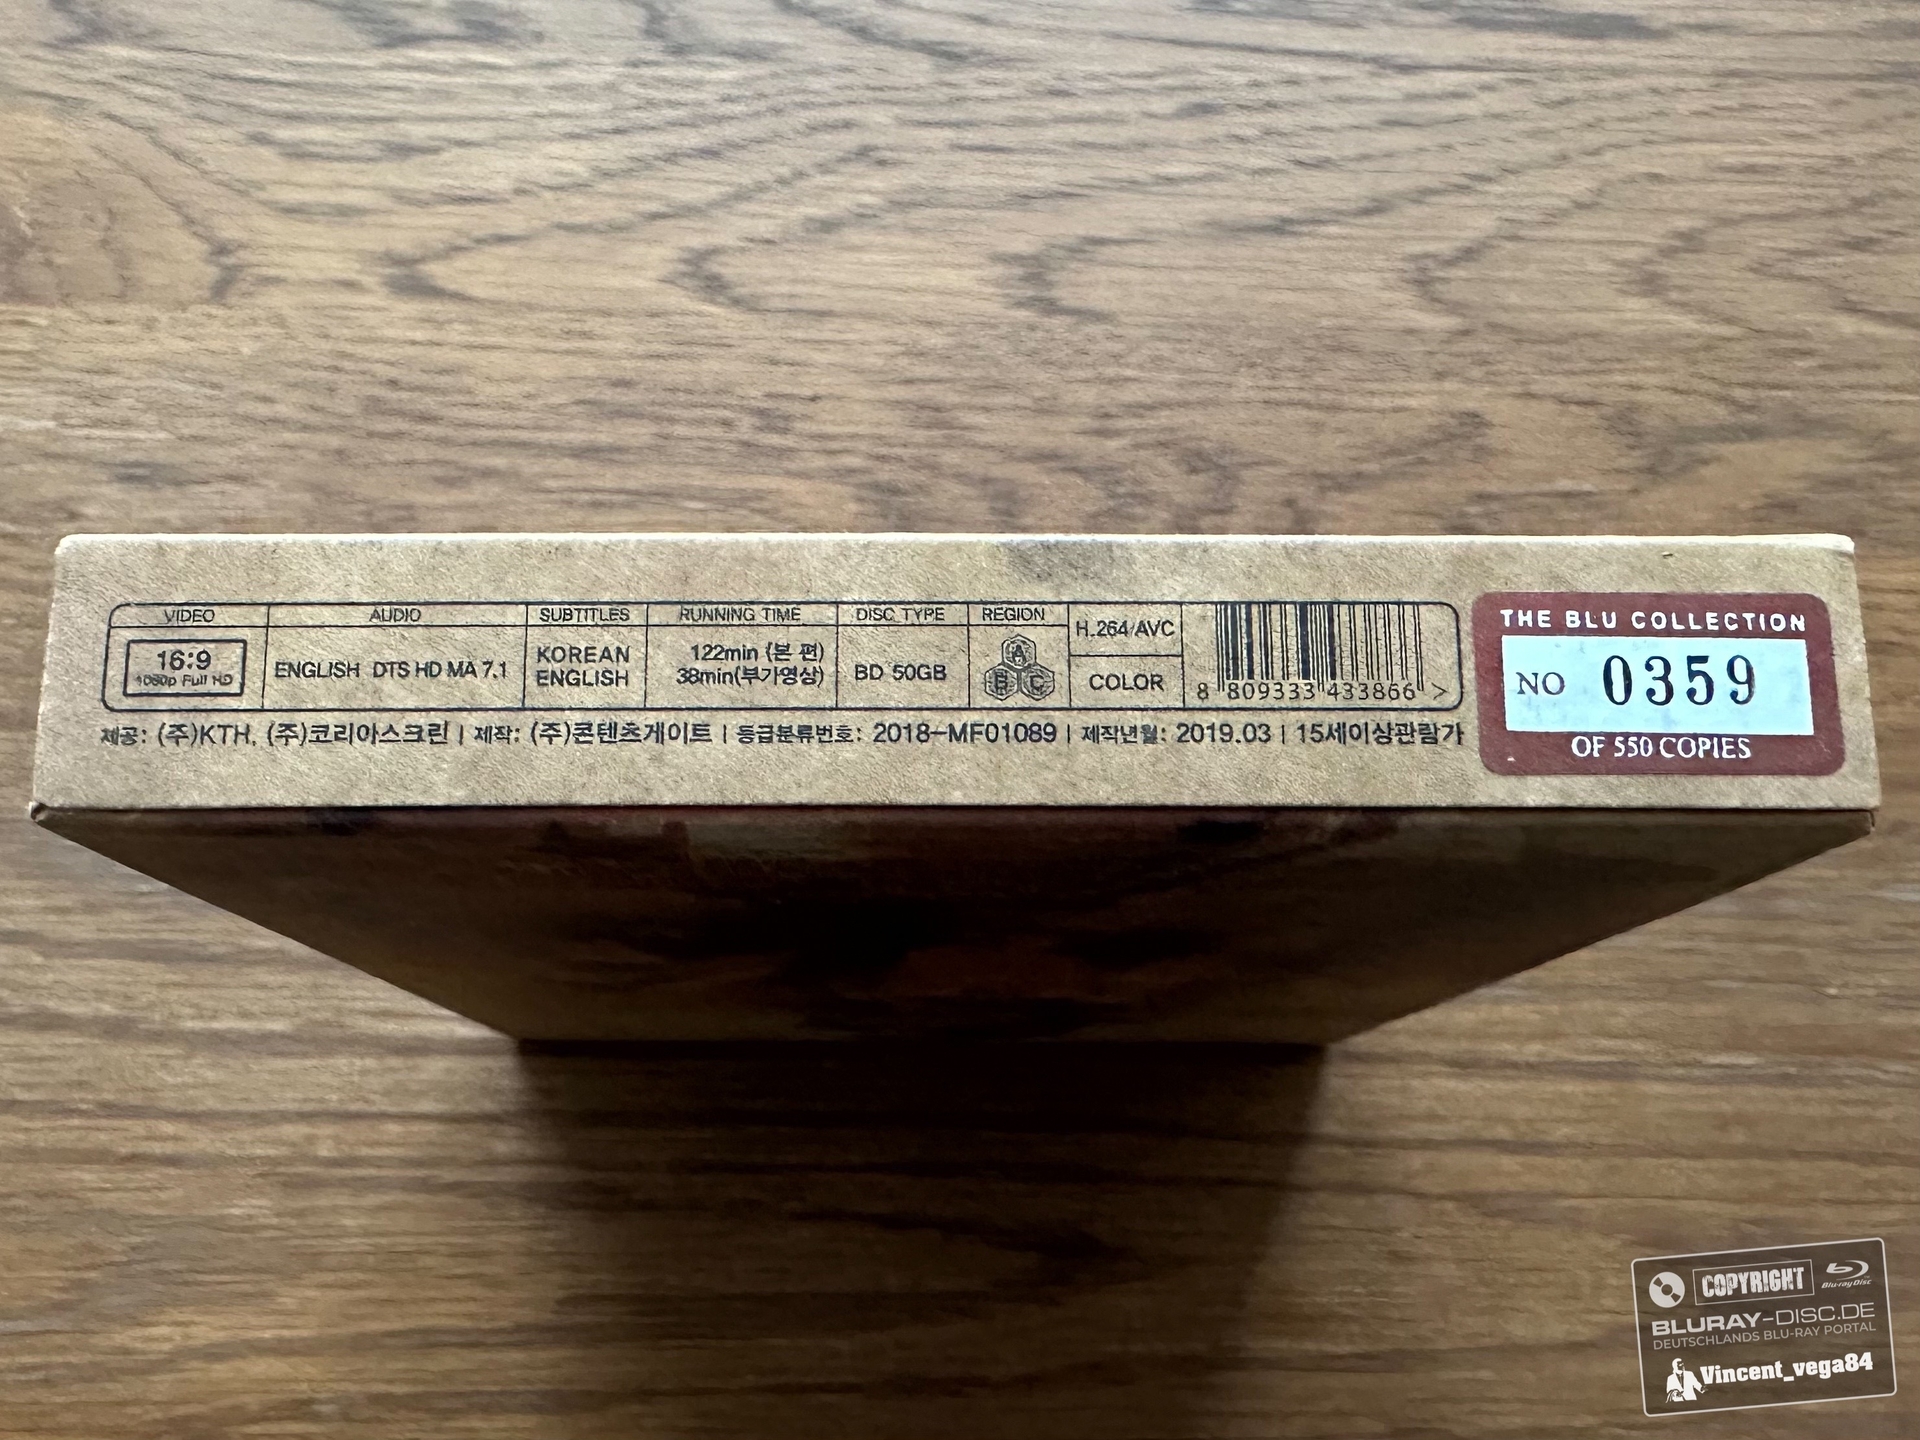 VIDEO
16:9
1080p Full HD
AUDIO
ENGLISH DTS HD MA 7.1
SUBTITLES
KOREAN
ENGLISH
RUNNING TIME
122min (본 편)
38min(부가영상)
DISC TYPE
BD 50GB
REGION
A
B C
H.264/AVC
COLOR
8 809333 433866 >
제공: (주)KTH, (주)코리아스크린 | 제작: (주)콘텐츠게이트 | 등급분류번호: 2018-MF01089 | 제작년월: 2019.03 | 15세이상관람가
THE BLU COLLECTION
NO 0359
OF 550 COPIES
COPYRIGHT Blu-ray Disc
BLURAY-DISC.DE
DEUTSCHLANDS BLU-RAY PORTAL
Vincent_vega84